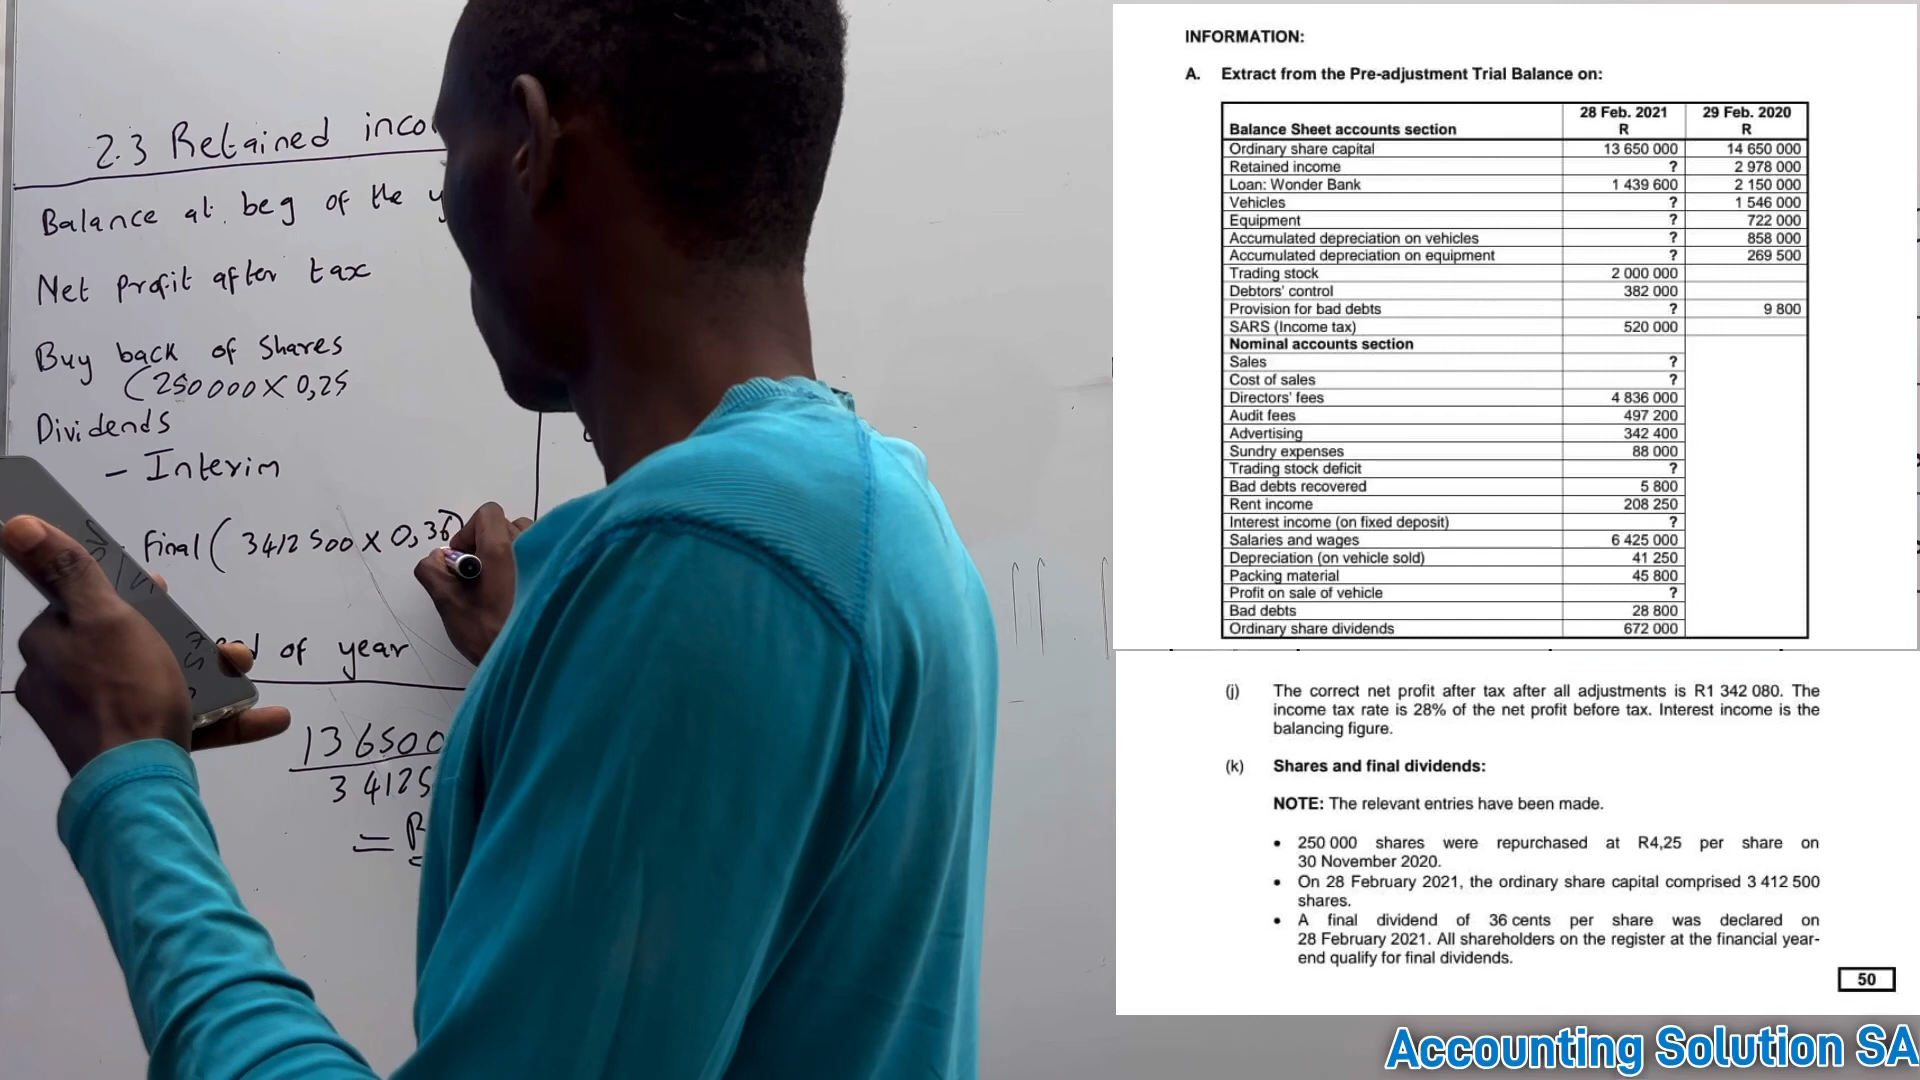 2.3 Retained
Balance at beg of the
Net Profit after tax
Buy back of Shares
(250000 X 0,25
Dividends
- Interim
final ( 3412 500 X 0,36)
of year
= R
INFORMATION:
A. Extract from the Pre-adjustment Trial Balance on:
Balance Sheet accounts section 28 Feb. 2021 R 29 Feb. 2020 R
Ordinary share capital 13 650 000 14 650 000
Retained income ? 2 978 000
Loan: Wonder Bank 1 439 600 2 150 000
Vehicles ? 1 546 000
Equipment ? 722 000
Accumulated depreciation on vehicles ? 858 000
Accumulated depreciation on equipment ? 269 500
Trading stock 2 000 000
Debtors' control 382 000
Provision for bad debts ? 9 800
SARS (Income tax) 520 000
Nominal accounts section
Sales ?
Cost of sales ?
Directors' fees 4 836 000
Audit fees 497 200
Advertising 342 400
Sundry expenses 88 000
Trading stock deficit ?
Bad debts recovered 5 800
Rent income 208 250
Interest income (on fixed deposit) ?
Salaries and wages 6 425 000
Depreciation (on vehicle sold) 41 250
Packing material 45 800
Profit on sale of vehicle ?
Bad debts 28 800
Ordinary share dividends 672 000
(j) The correct net profit after tax after all adjustments is R1 342 080. The
income tax rate is 28% of the net profit before tax. Interest income is the
balancing figure.
(k) Shares and final dividends:
NOTE: The relevant entries have been made.
• 250 000 shares were repurchased at R4,25 per share on
30 November 2020.
• On 28 February 2021, the ordinary share capital comprised 3 412 500
shares.
• A final dividend of 36 cents per share was declared on
28 February 2021. All shareholders on the register at the financial year-
end qualify for final dividends.
50
Accounting Solution SA